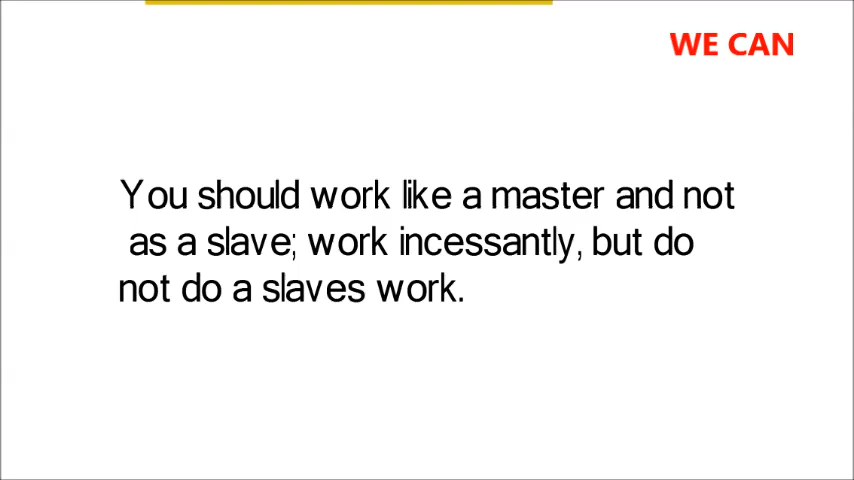 WE CAN
You should work like a master and not
as a slave; work incessantly, but do
not do a slaves work.